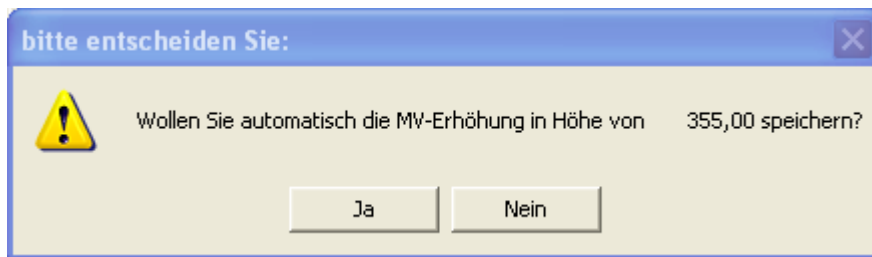 bitte entscheiden Sie:
Wollen Sie automatisch die MV-Erhöhung in Höhe von 355,00 speichern?
Ja
Nein